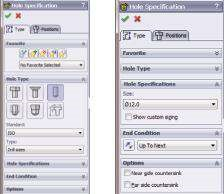 Hole Specification
?
Type
Positions
Favorite
No Favorite Selected
Hole Type
Standard:
ISO
Type:
Drill sizes
Hole Specifications
End Condition
Options
Hole Specification
?
Type
Positions
Favorite
Hole Type
Hole Specifications
Size:
Ø12.0
Show custom sizing
End Condition
Up To Next
Options
Near side countersink
Far side countersink